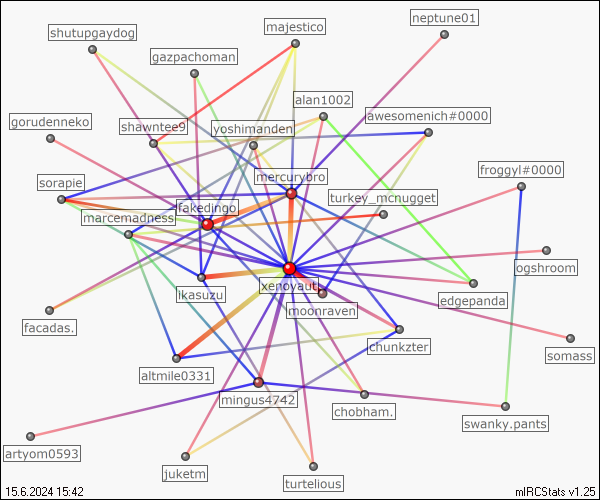 neptune01
majestico
shutupgaydog
gazpachoman
alan1002
awesomenich#0000
gorudenneko
shawntee9
yoshimanden
froggyl#0000
mercurybro
sorapie
turkey_mcnugget
fakedingo
marcenadness
ogshroom
xenovaut
ikasuzu
edgepanda
moonraven
facadas.
chunkzter
somass
altmile0331
mingus4742
chobham.
swanky.pants
artyom0593
juketm
turtelious
15.6.2024 15:42
mIRCStats v1.25